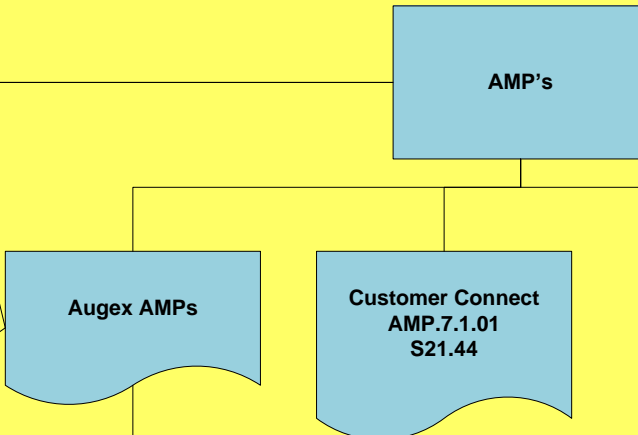 AMP's
Augex AMPs
Customer Connect
AMP.7.1.01
S21.44